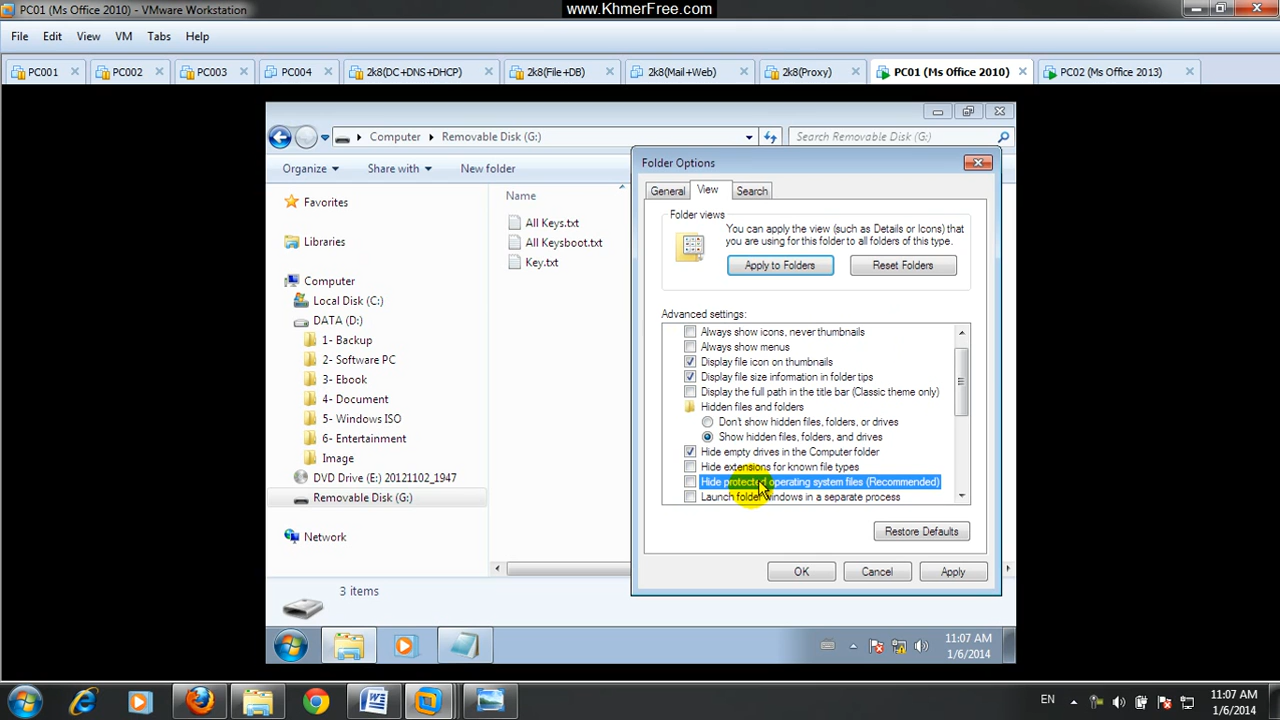 PC01 (Ms Office 2010) - VMware Workstation
www.KhmerFree.com
File Edit View VM Tabs Help
PC001 PC002 PC003 PC004 2k8(DC+DNS+DHCP) 2k8(File+DB) 2k8(Mail+Web) 2k8(Proxy) PC01 (Ms Office 2010) PC02 (Ms Office 2013)
Computer Removable Disk (G:) Search Removable Disk (G:)
Organize Share with New folder
Favorites
Libraries
Computer
Local Disk (C:)
DATA (D:)
1- Backup
2- Software PC
3- Ebook
4- Document
5- Windows ISO
6- Entertainment
Image
DVD Drive (E:) 20121102_1947
Removable Disk (G:)
Network
Name
All Keys.txt
All Keysboot.txt
Key.txt
3 items
Folder Options
General View Search
Folder views
You can apply the view (such as Details or Icons) that
you are using for this folder to all folders of this type.
Apply to Folders Reset Folders
Advanced settings:
Always show icons, never thumbnails
Always show menus
Display file icon on thumbnails
Display file size information in folder tips
Display the full path in the title bar (Classic theme only)
Hidden files and folders
Don't show hidden files, folders, or drives
Show hidden files, folders, and drives
Hide empty drives in the Computer folder
Hide extensions for known file types
Hide protected operating system files (Recommended)
Launch folder windows in a separate process
Restore Defaults
OK Cancel Apply
11:07 AM
1/6/2014
EN
11:07 AM
1/6/2014